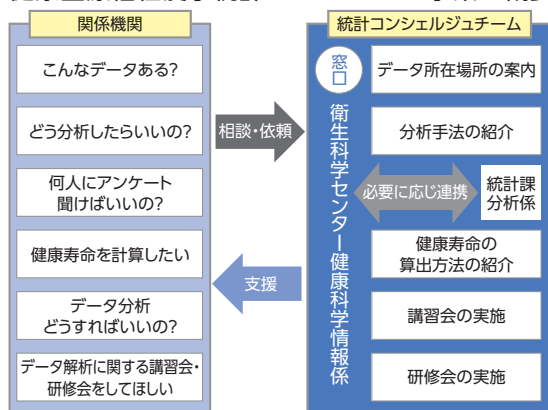 関係機関
こんなデータある?
どう分析したらいいの?
何人にアンケート
聞けばいいの?
健康寿命を計算したい
データ分析
どうすればいいの?
データ解析に関する講習会・
研修会をしてほしい
相談・依頼
支援
統計コンシェルジュチーム
窓口
衛生科学センター健康科学情報係
データ所在場所の案内
分析手法の紹介
必要に応じ連携
統計課
分析係
健康寿命の
算出方法の紹介
講習会の実施
研修会の実施